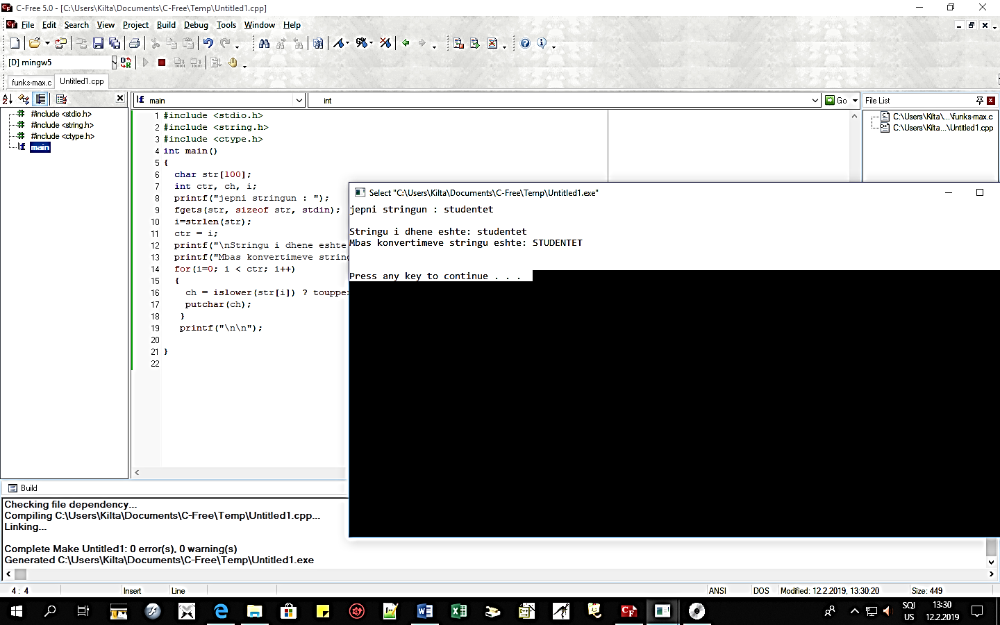 C-Free 5.0 - [C:\Users\Kilta\Documents\C-Free\Temp\Untitled1.cpp]
File Edit Search View Project Build Debug Tools Window Help
[D] mingw5
funks-max.c Untitled1.cpp
main int Go File List
#include <stdio.h>
#include <string.h>
#include <ctype.h>
main
1 #include <stdio.h>
2 #include <string.h>
3 #include <ctype.h>
4 int main()
5 {
6 char str[100];
7 int ctr, ch, i;
8 printf("jepni stringun : ");
9 fgets(str, sizeof str, stdin);
10 i=strlen(str);
11 ctr = i;
12 printf("\nStringu i dhene eshte
13 printf("Mbas konvertimeve string
14 for(i=0; i < ctr; i++)
15 {
16 ch = islower(str[i]) ? toupper
17 putchar(ch);
18 }
19 printf("\n\n");
20
21 }
22
C:\Users\Kilta\...\funks-max.c
C:\Users\Kilta...\Untitled1.cpp
Select "C:\Users\Kilta\Documents\C-Free\Temp\Untitled1.exe"
jepni stringun : studentet
Stringu i dhene eshte: studentet
Mbas konvertimeve stringu eshte: STUDENTET
Press any key to continue . . .
Build
Checking file dependency...
Compiling C:\Users\Kilta\Documents\C-Free\Temp\Untitled1.cpp...
Linking...
Complete Make Untitled1: 0 error(s), 0 warning(s)
Generated C:\Users\Kilta\Documents\C-Free\Temp\Untitled1.exe
4 : 4 Insert Line ANSI DOS Modified: 12.2.2019, 13:30:20 Size: 449
SQI 13:30
US 12.2.2019